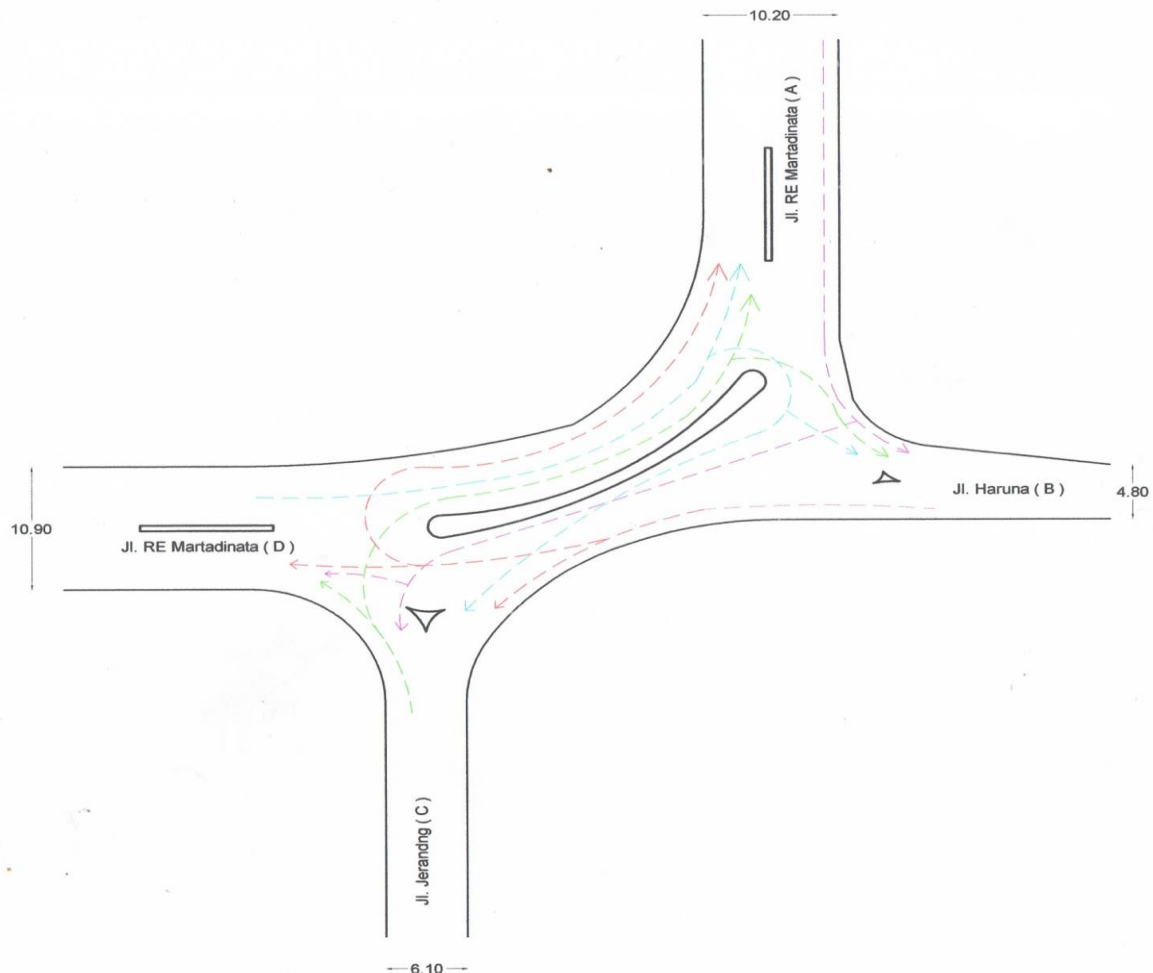 10.20
Jl. RE Martadinata ( A )
Jl. Haruna ( B )
4.80
10.90
Jl. RE Martadinata ( D )
Jl. Jerandng ( C )
6.10